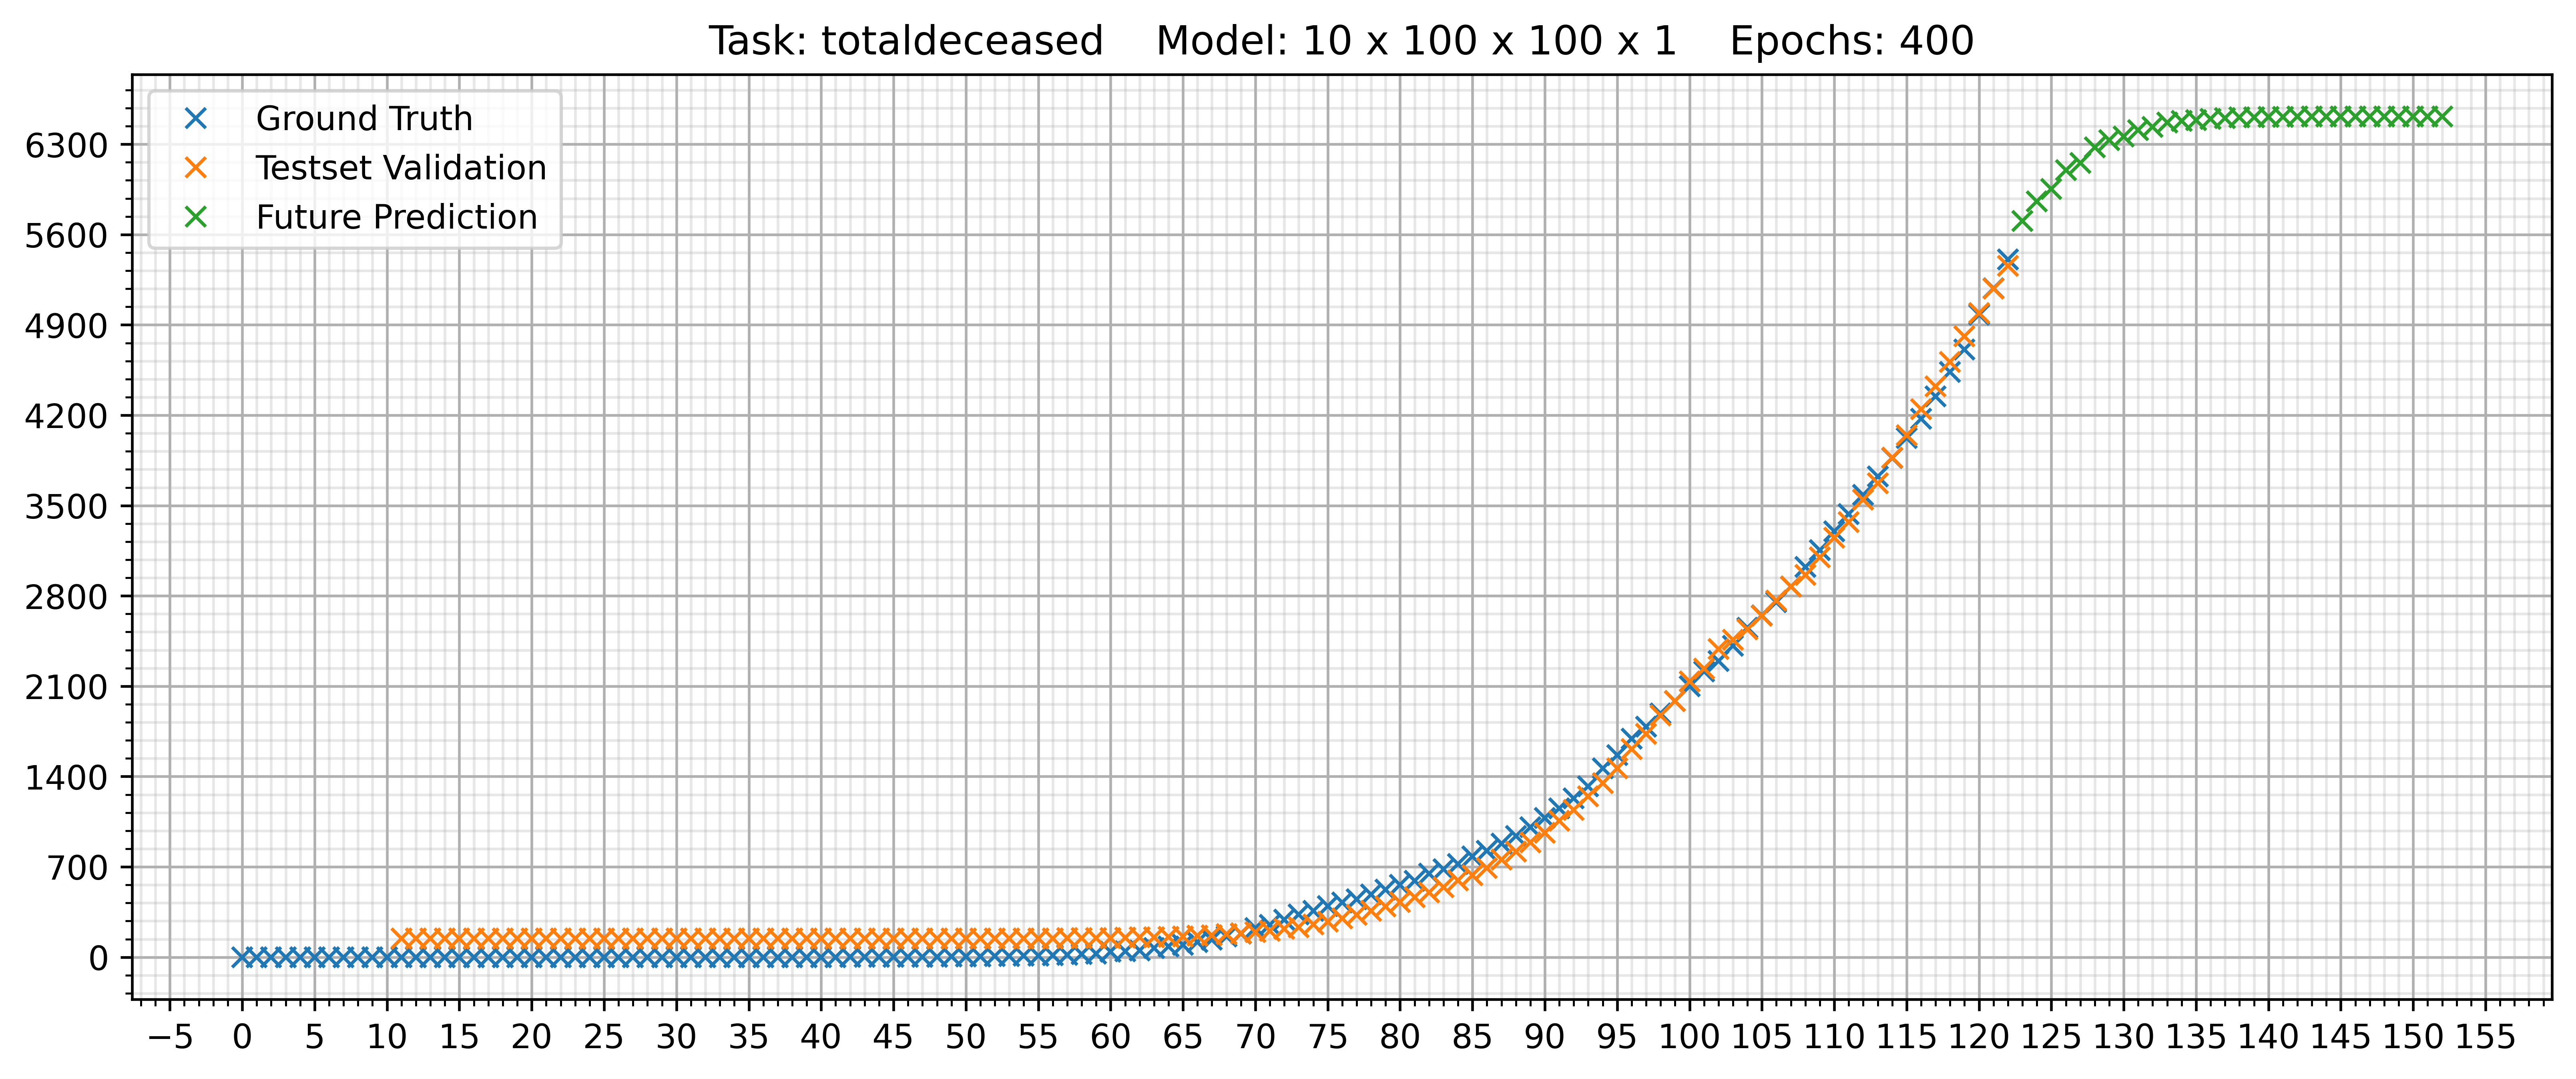 Task: totaldeceased    Model: 10 x 100 x 100 x 1    Epochs: 400
Ground Truth
Testset Validation
Future Prediction
6300
5600
4900
4200
3500
2800
2100
1400
700
0
−5 0 5 10 15 20 25 30 35 40 45 50 55 60 65 70 75 80 85 90 95 100 105 110 115 120 125 130 135 140 145 150 155